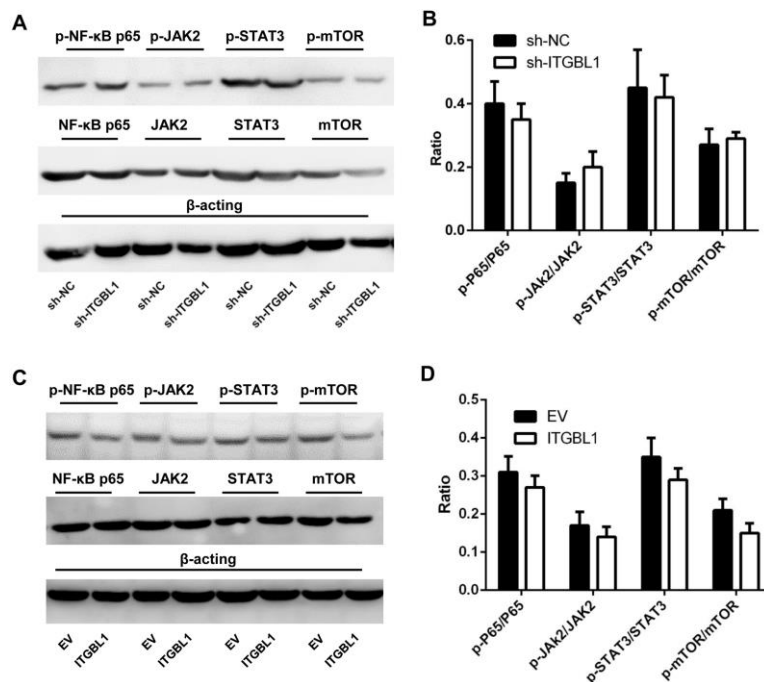 A
p-NF-κB p65 p-JAK2 p-STAT3 p-mTOR
NF-κB p65 JAK2 STAT3 mTOR
β-acting
sh-NC sh-ITGBL1 sh-NC sh-ITGBL1 sh-NC sh-ITGBL1 sh-NC sh-ITGBL1
B
sh-NC
sh-ITGBL1
Ratio
0.6
0.4
0.2
0.0
p-P65/P65 p-JAk2/JAK2 p-STAT3/STAT3 p-mTOR/mTOR
C
p-NF-κB p65 p-JAK2 p-STAT3 p-mTOR
NF-κB p65 JAK2 STAT3 mTOR
β-acting
EV ITGBL1 EV ITGBL1 EV ITGBL1 EV ITGBL1
D
EV
ITGBL1
Ratio
0.5
0.4
0.3
0.2
0.1
0.0
p-P65/P65 p-JAk2/JAK2 p-STAT3/STAT3 p-mTOR/mTOR